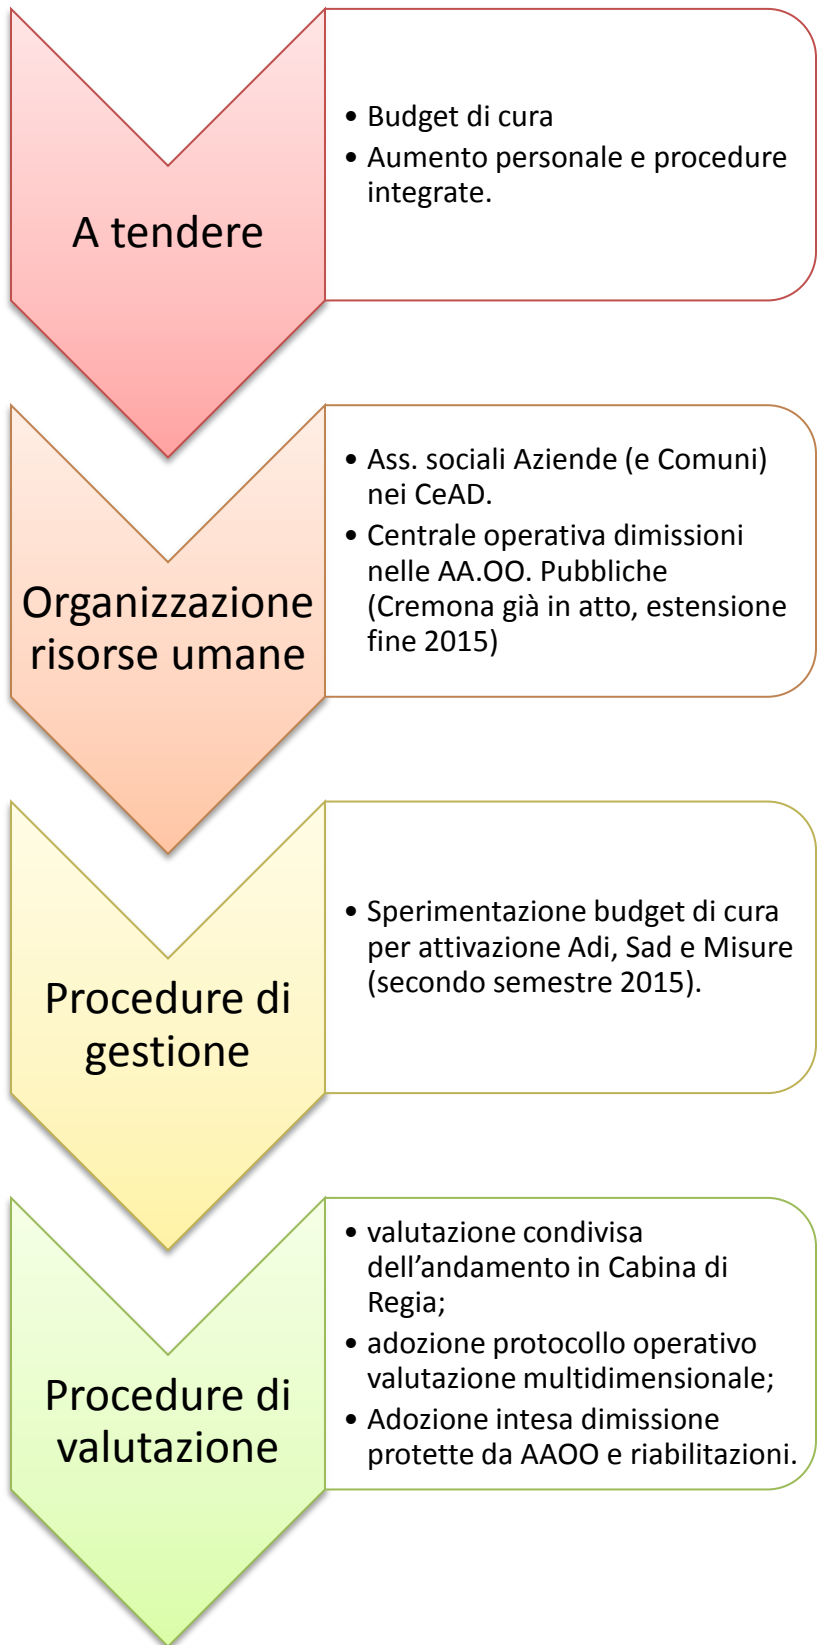 A tendere
• Budget di cura
• Aumento personale e procedure
integrate.
Organizzazione
risorse umane
• Ass. sociali Aziende (e Comuni)
nei CeAD.
• Centrale operativa dimissioni
nelle AA.OO. Pubbliche
(Cremona già in atto, estensione
fine 2015)
Procedure di
gestione
• Sperimentazione budget di cura
per attivazione Adi, Sad e Misure
(secondo semestre 2015).
Procedure di
valutazione
• valutazione condivisa
dell’andamento in Cabina di
Regia;
• adozione protocollo operativo
valutazione multidimensionale;
• Adozione intesa dimissione
protette da AAOO e riabilitazioni.